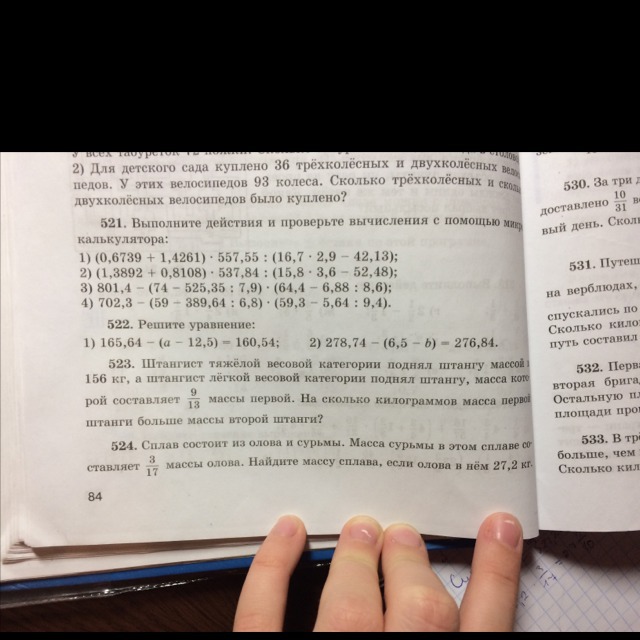 2) Для детского сада куплено 36 трёхколёсных и двухколёсных
педов. У этих велосипедов 93 колеса. Сколько трёхколёсных и
двухколёсных велосипедов было куплено?
521. Выполните действия и проверьте вычисления с помощью
калькулятора:
1) (0,6739 + 1,4261) · 557,55 : (16,7 · 2,9 − 42,13);
2) (1,3892 + 0,8108) · 537,84 : (15,8 · 3,6 − 52,48);
3) 801,4 − (74 − 525,35 : 7,9) · (64,4 − 6,88 : 8,6);
4) 702,3 − (59 − 389,64 : 6,8) · (59,3 − 5,64 : 9,4).
522. Решите уравнение:
1) 165,64 − (a − 12,5) = 160,54; 2) 278,74 − (6,5 − b) = 276,84.
523. Штангист тяжёлой весовой категории поднял штангу массой
156 кг, а штангист лёгкой весовой категории поднял штангу, масса кото
рой составляет 9/13 массы первой. На сколько килограммов масса первой
штанги больше массы второй штанги?
524. Сплав состоит из олова и сурьмы. Масса сурьмы в этом сплаве со-
ставляет 3/17 массы олова. Найдите массу сплава, если олова в нём 27,2 кг.
84
530. За три
доставлено 10/31
вый день.
531.
на верблюдах,
спускались по
Сколько
путь составил
532.
вторая
Остальную
площади
533. В
больше, чем
Сколько